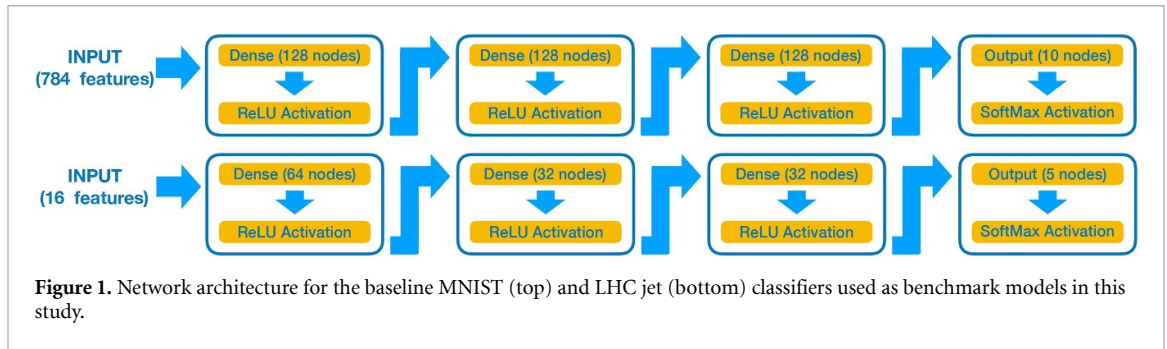 INPUT
(784 features)
Dense (128 nodes)
ReLU Activation
Dense (128 nodes)
ReLU Activation
Dense (128 nodes)
ReLU Activation
Output (10 nodes)
SoftMax Activation
INPUT
(16 features)
Dense (64 nodes)
ReLU Activation
Dense (32 nodes)
ReLU Activation
Dense (32 nodes)
ReLU Activation
Output (5 nodes)
SoftMax Activation
Figure 1. Network architecture for the baseline MNIST (top) and LHC jet (bottom) classifiers used as benchmark models in this
study.